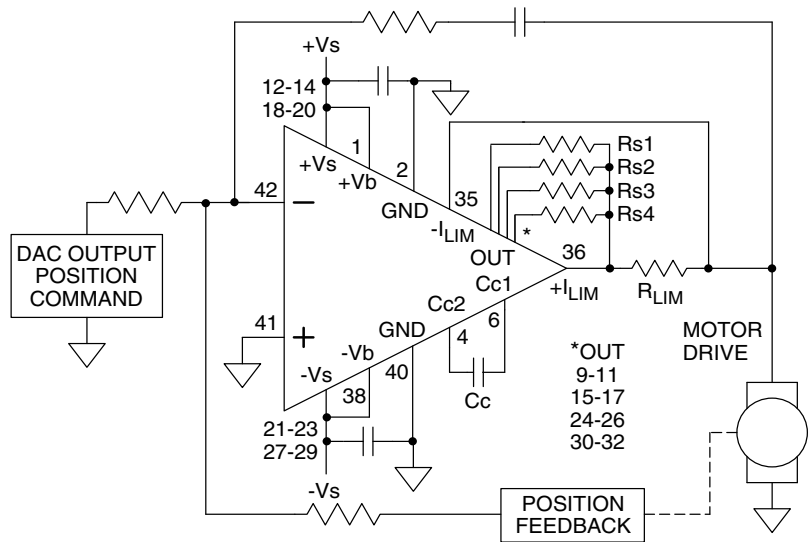 +Vs
12-14
18-20
1
+Vs
+Vb
2
GND
35
-ILIM
OUT
*
Rs1
Rs2
Rs3
Rs4
42
−
DAC OUTPUT
POSITION
COMMAND
36
+ILIM
RLIM
Cc1
6
Cc2
4
Cc
41
+
GND
40
-Vb
38
-Vs
21-23
27-29
-Vs
*OUT
9-11
15-17
24-26
30-32
MOTOR
DRIVE
POSITION
FEEDBACK